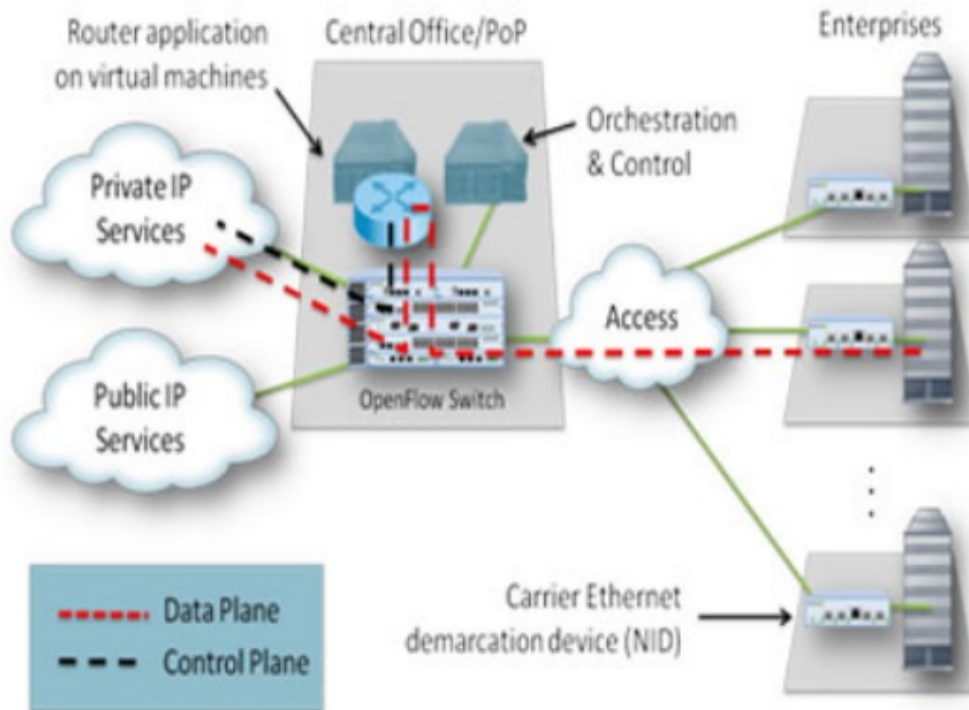 Router application
on virtual machines
Central Office/PoP
Enterprises
Orchestration
& Control
Private IP
Services
Access
Public IP
Services
OpenFlow Switch
Data Plane
Control Plane
Carrier Ethernet
demarcation device (NID)